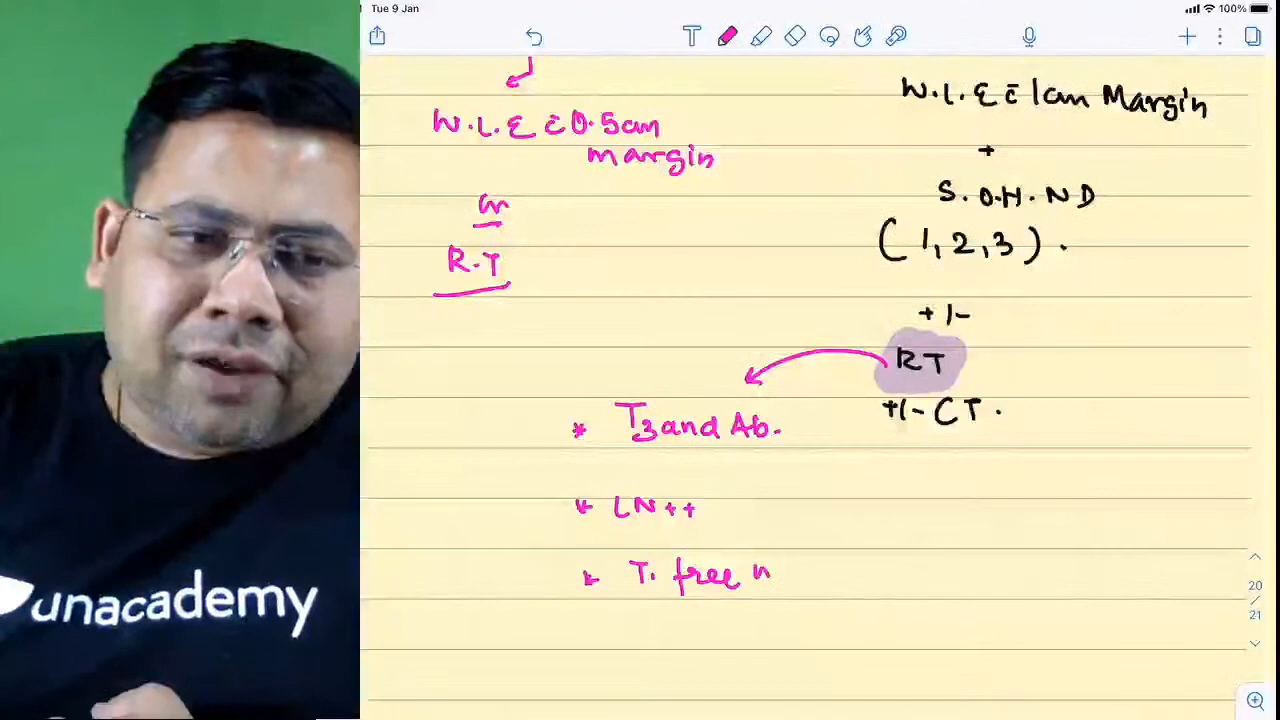 Tue 9 Jan
100%
W.L.E c̄ 0.5cm
margin
R.T
W.L.E c̄ 1cm Margin
+
S.O.H.ND
(1,2,3).
+/-
RT
+/- CT.
* T3 and Ab.
* LN++
* T. free n
20
21
unacademy